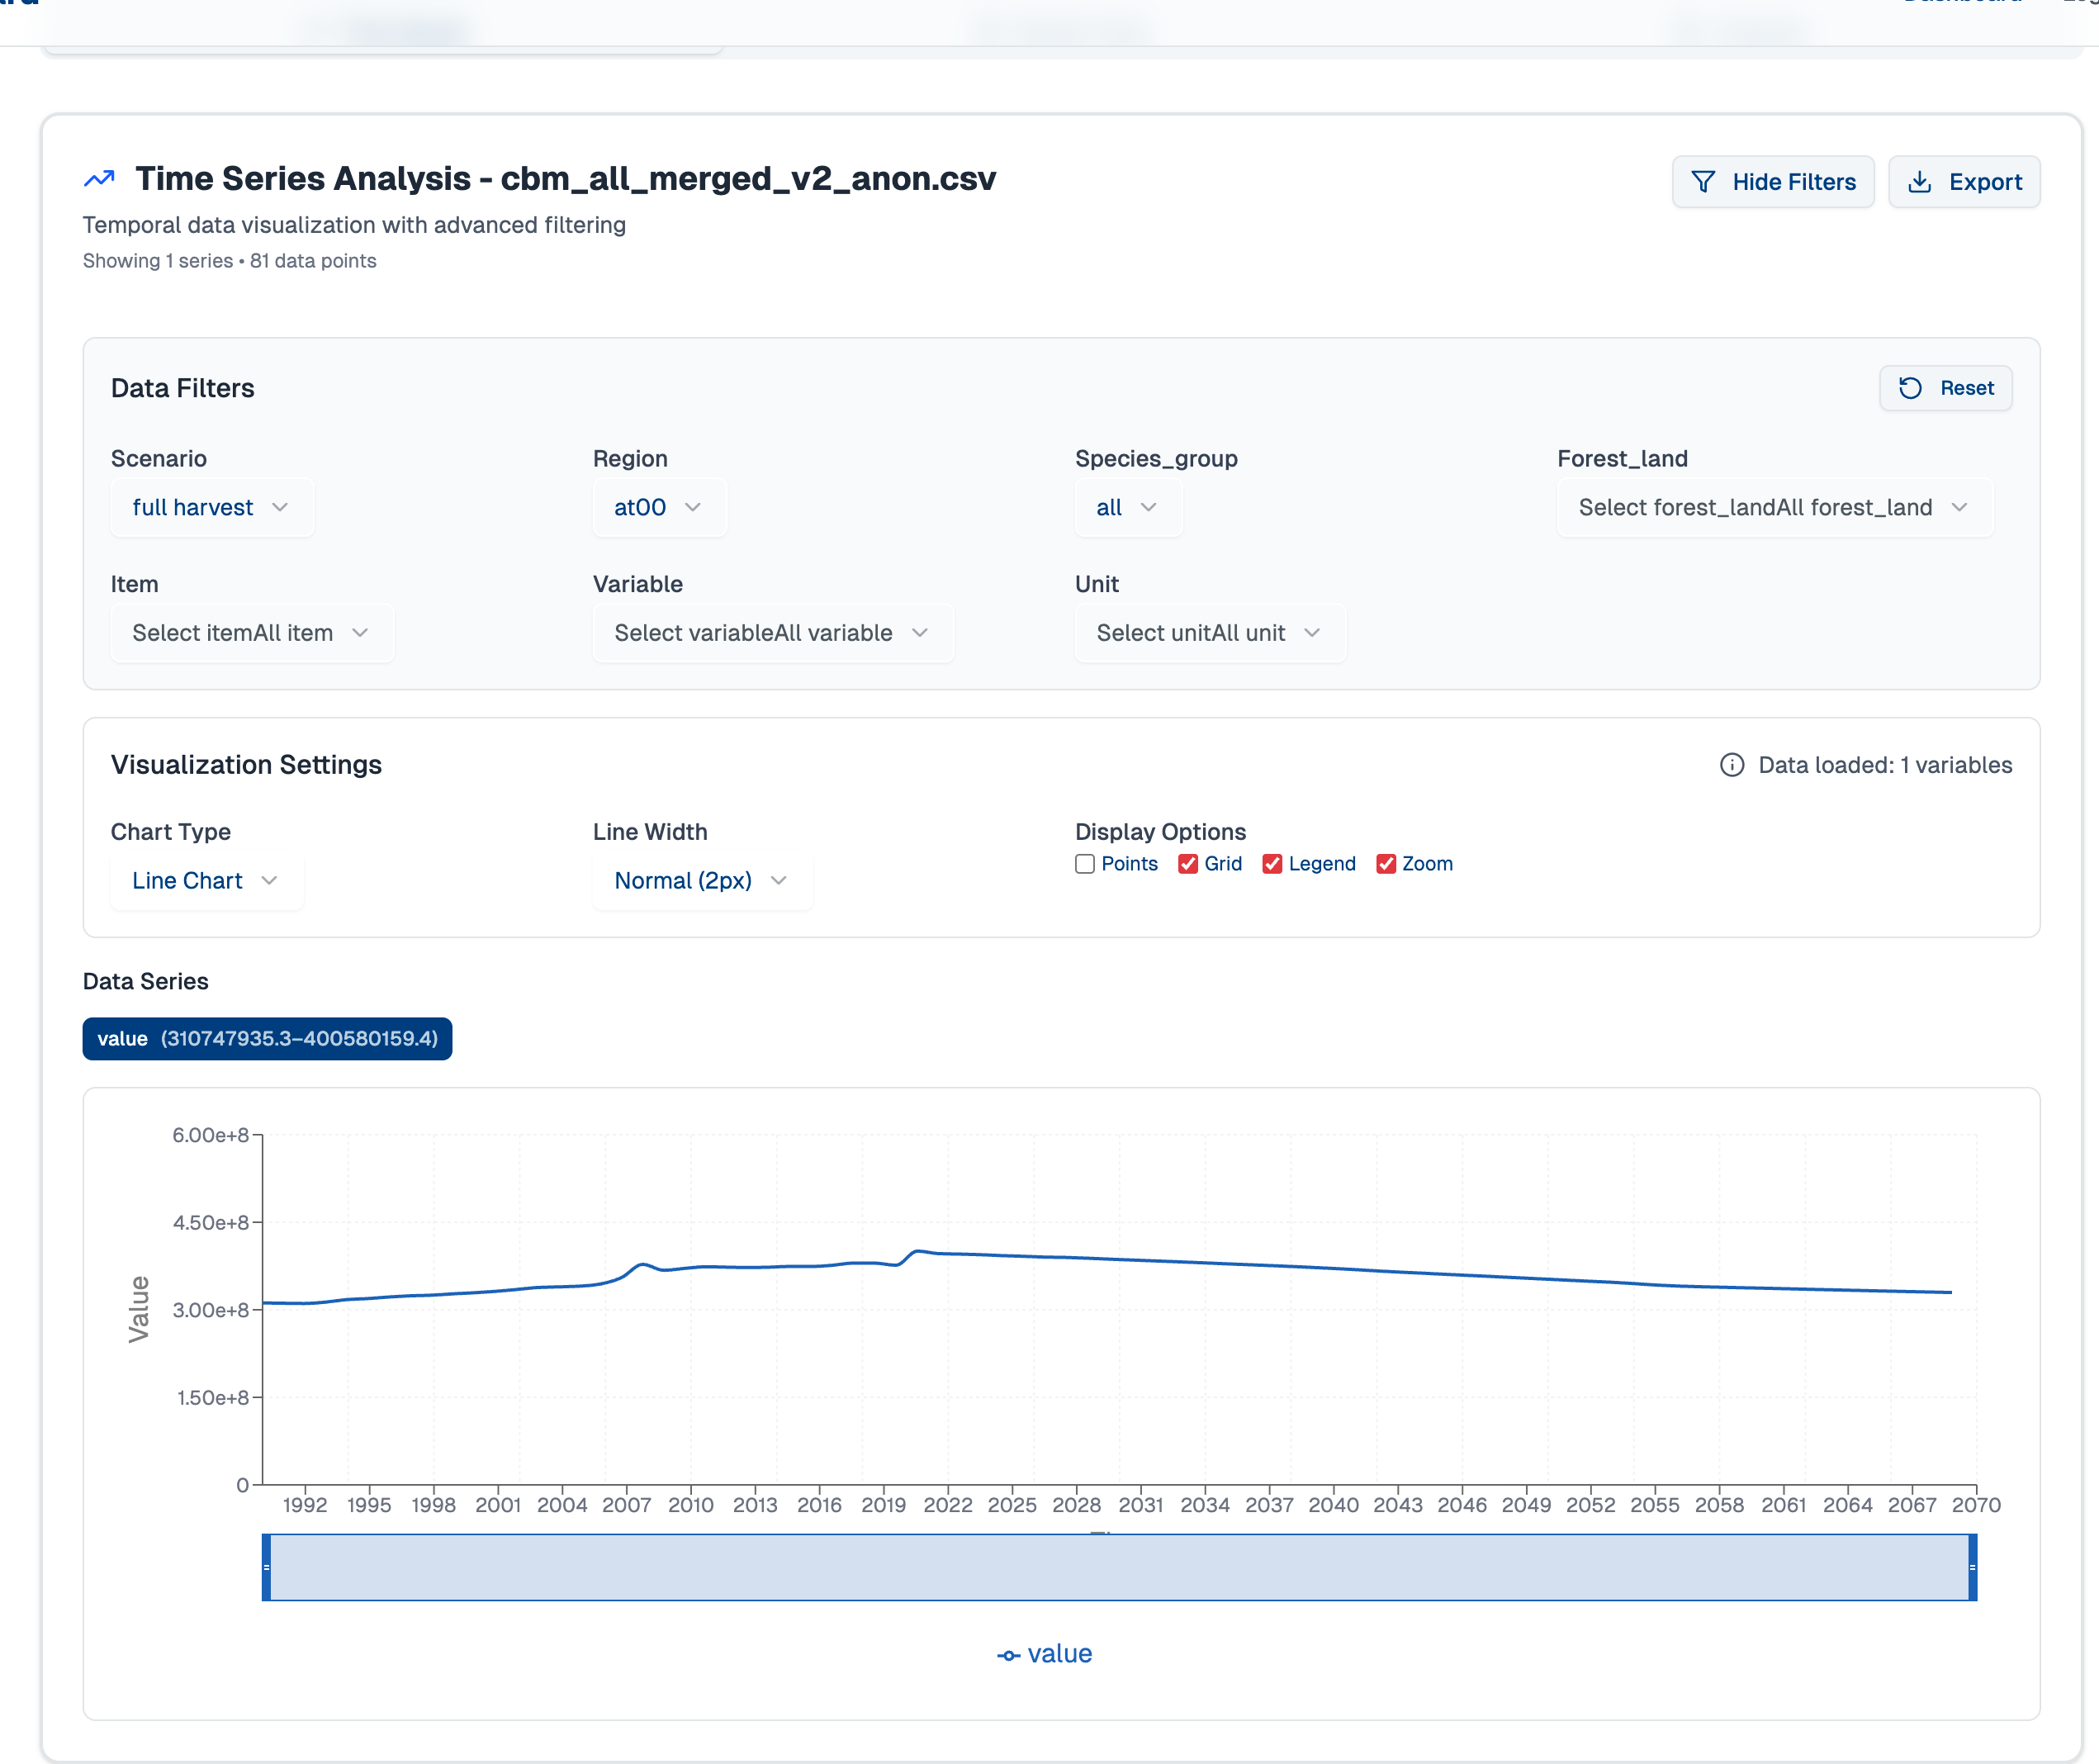 Time Series Analysis - cbm_all_merged_v2_anon.csv
Hide Filters
Export
Temporal data visualization with advanced filtering
Showing 1 series • 81 data points
Data Filters
Reset
Scenario
Region
Species_group
Forest_land
full harvest
at00
all
Select forest_landAll forest_land
Item
Variable
Unit
Select itemAll item
Select variableAll variable
Select unitAll unit
Visualization Settings
Data loaded: 1 variables
Chart Type
Line Width
Display Options
Line Chart
Normal (2px)
Points
Grid
Legend
Zoom
Data Series
value (310747935.3–400580159.4)
6.00e+8
4.50e+8
3.00e+8
1.50e+8
0
Value
1992 1995 1998 2001 2004 2007 2010 2013 2016 2019 2022 2025 2028 2031 2034 2037 2040 2043 2046 2049 2052 2055 2058 2061 2064 2067 2070
value